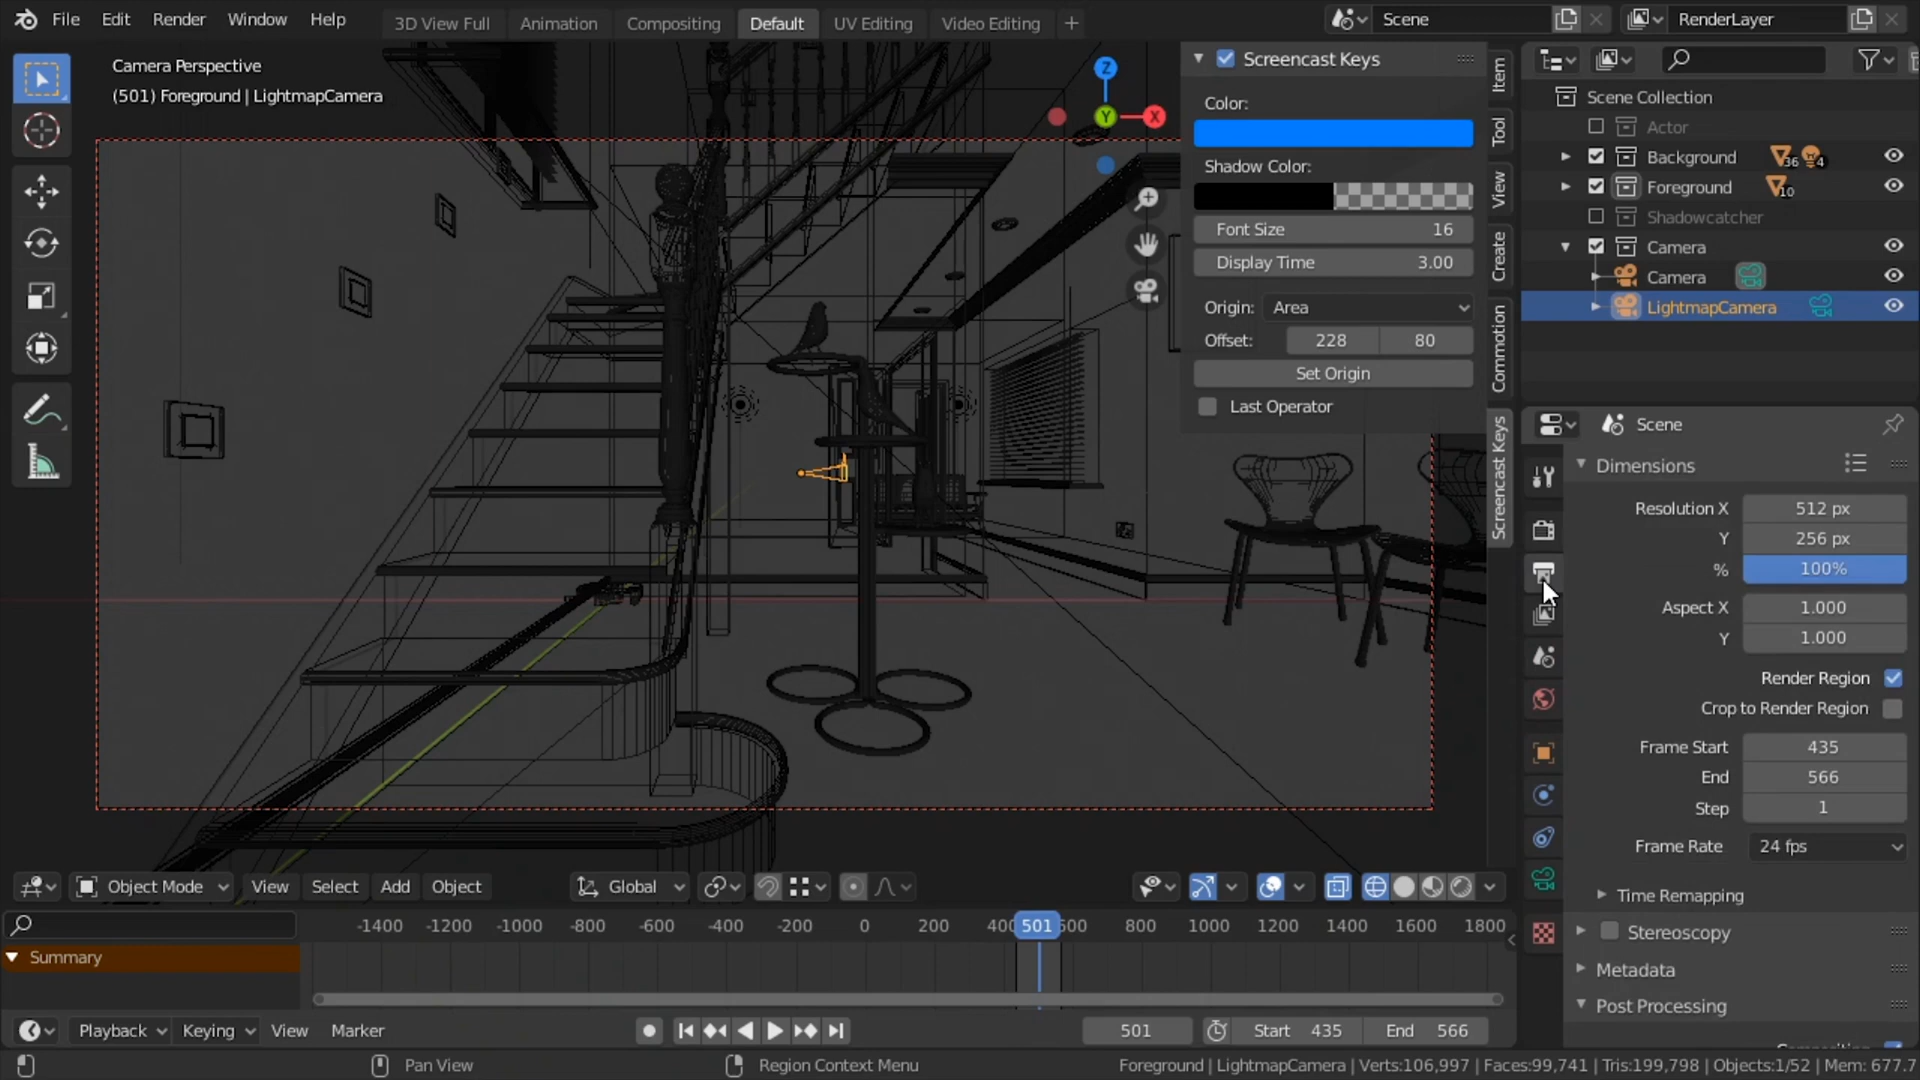 File Edit Render Window Help
3D View Full Animation Compositing Default UV Editing Video Editing +
Scene
RenderLayer
Camera Perspective
(501) Foreground | LightmapCamera
Z
Y
X
Screencast Keys
Color:
Shadow Color:
Font Size 16
Display Time 3.00
Origin: Area
Offset: 228 80
Set Origin
Last Operator
Item
Tool
View
Create
Commotion
Screencast Keys
Scene Collection
Actor
Background 36 4
Foreground 10
Shadowcatcher
Camera
Camera
LightmapCamera
Scene
Dimensions
Resolution X 512 px
Y 256 px
% 100%
Aspect X 1.000
Y 1.000
Render Region
Crop to Render Region
Frame Start 435
End 566
Step 1
Frame Rate 24 fps
Time Remapping
Stereoscopy
Metadata
Post Processing
Object Mode View Select Add Object Global
-1400 -1200 -1000 -800 -600 -400 -200 0 200 400 501 600 800 1000 1200 1400 1600 1800
Summary
Playback Keying View Marker 501 Start 435 End 566
Pan View Region Context Menu Foreground | LightmapCamera | Verts:106,997 | Faces:99,741 | Tris:199,798 | Objects:1/52 | Mem: 677.7